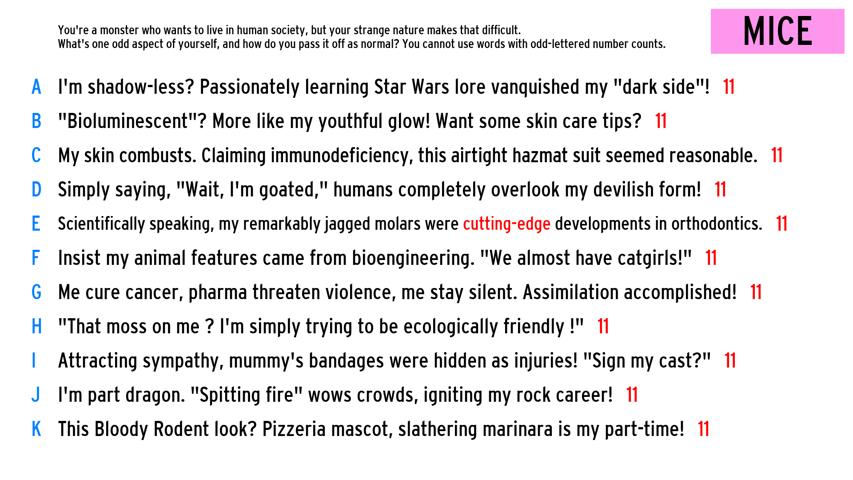 You're a monster who wants to live in human society, but your strange nature makes that difficult.
What's one odd aspect of yourself, and how do you pass it off as normal? You cannot use words with odd-lettered number counts.
MICE
A I'm shadow-less? Passionately learning Star Wars lore vanquished my "dark side"! 11
B "Bioluminescent"? More like my youthful glow! Want some skin care tips? 11
C My skin combusts. Claiming immunodeficiency, this airtight hazmat suit seemed reasonable. 11
D Simply saying, "Wait, I'm goated," humans completely overlook my devilish form! 11
E Scientifically speaking, my remarkably jagged molars were cutting-edge developments in orthodontics. 11
F Insist my animal features came from bioengineering. "We almost have catgirls!" 11
G Me cure cancer, pharma threaten violence, me stay silent. Assimilation accomplished! 11
H "That moss on me ? I'm simply trying to be ecologically friendly !" 11
I Attracting sympathy, mummy's bandages were hidden as injuries! "Sign my cast?" 11
J I'm part dragon. "Spitting fire" wows crowds, igniting my rock career! 11
K This Bloody Rodent look? Pizzeria mascot, slathering marinara is my part-time! 11